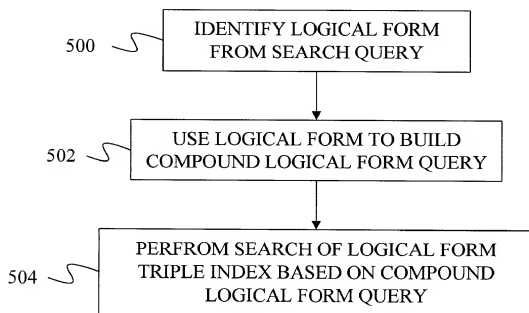 500
IDENTIFY LOGICAL FORM
FROM SEARCH QUERY
502
USE LOGICAL FORM TO BUILD
COMPOUND LOGICAL FORM QUERY
504
PERFROM SEARCH OF LOGICAL FORM
TRIPLE INDEX BASED ON COMPOUND
LOGICAL FORM QUERY